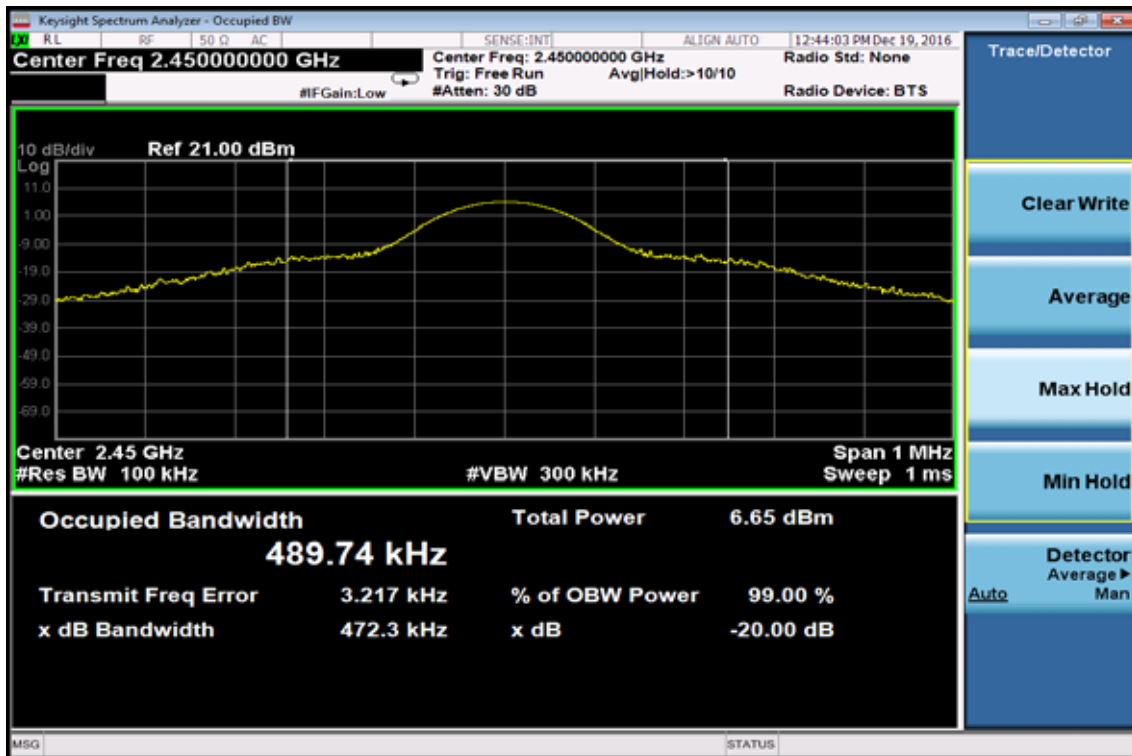 Keysight Spectrum Analyzer - Occupied BW
LXI RL RF 50 Ω AC SENSE:INT ALIGN AUTO 12:44:03 PM Dec 19, 2016
Center Freq 2.450000000 GHz
Center Freq: 2.450000000 GHz Radio Std: None
Trig: Free Run Avg|Hold:>10/10
#IFGain:Low #Atten: 30 dB Radio Device: BTS
10 dB/div Ref 21.00 dBm
Log
11.0
1.00
-9.00
-19.0
-29.0
-39.0
-49.0
-59.0
-69.0
Center 2.45 GHz Span 1 MHz
#Res BW 100 kHz #VBW 300 kHz Sweep 1 ms
Occupied Bandwidth Total Power 6.65 dBm
489.74 kHz
Transmit Freq Error 3.217 kHz % of OBW Power 99.00 %
x dB Bandwidth 472.3 kHz x dB -20.00 dB
MSG STATUS
Trace/Detector
Clear Write
Average
Max Hold
Min Hold
Detector
Average▶
Auto Man